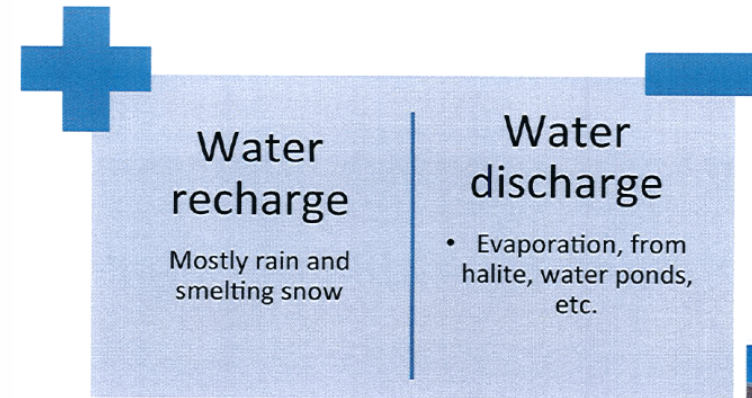 Water
recharge
Mostly rain and
smelting snow
Water
discharge
• Evaporation, from
halite, water ponds,
etc.